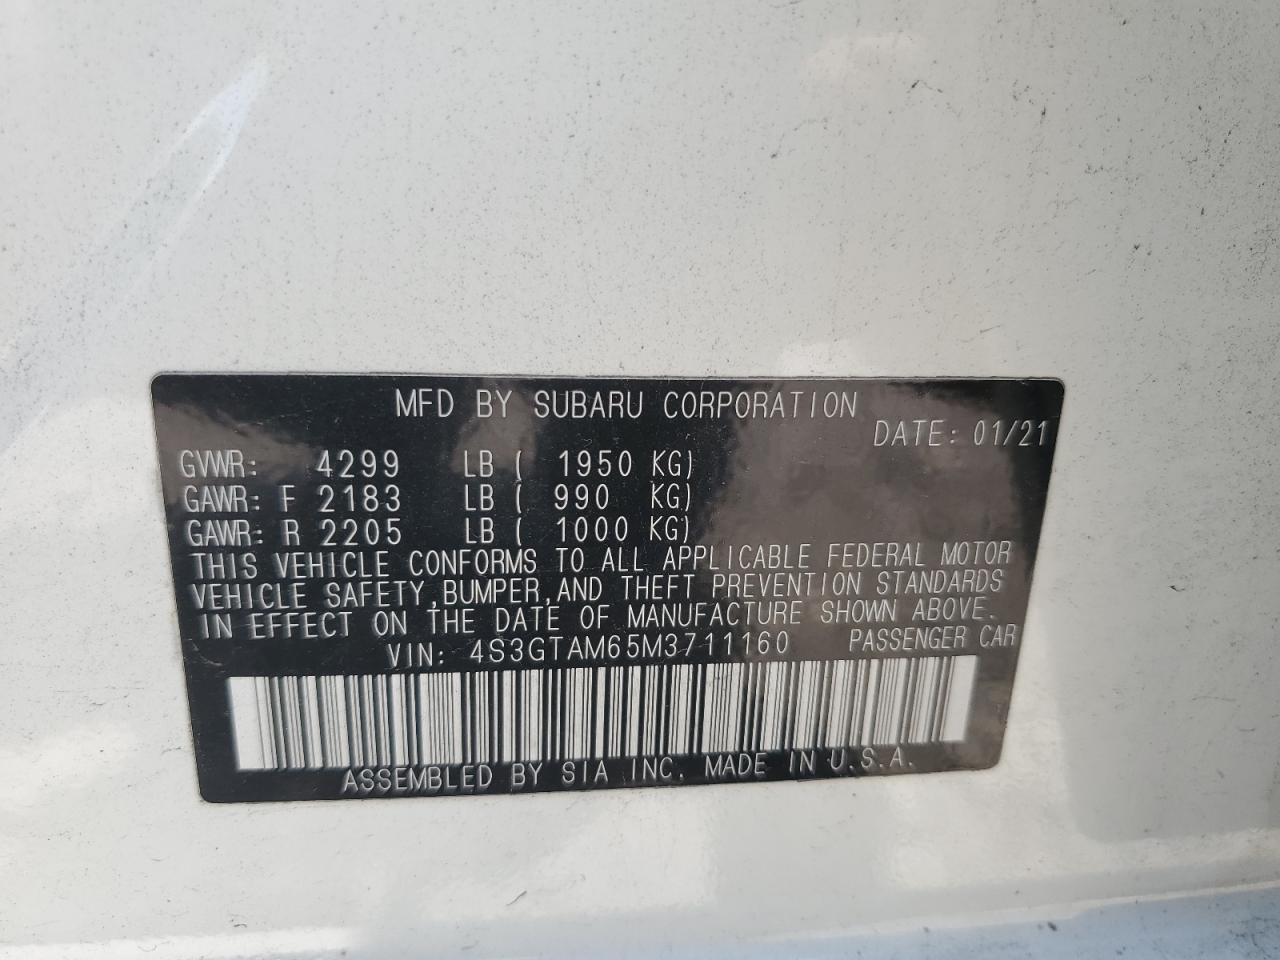 MFD BY SUBARU CORPORATION
DATE: 01/21
GVWR: 4299 LB ( 1950 KG)
GAWR: F 2183 LB ( 990 KG)
GAWR: R 2205 LB ( 1000 KG)
THIS VEHICLE CONFORMS TO ALL APPLICABLE FEDERAL MOTOR
VEHICLE SAFETY,BUMPER,AND THEFT PREVENTION STANDARDS
IN EFFECT ON THE DATE OF MANUFACTURE SHOWN ABOVE.
VIN: 4S3GTAM65M3711160 PASSENGER CAR
ASSEMBLED BY SIA INC. MADE IN U.S.A.